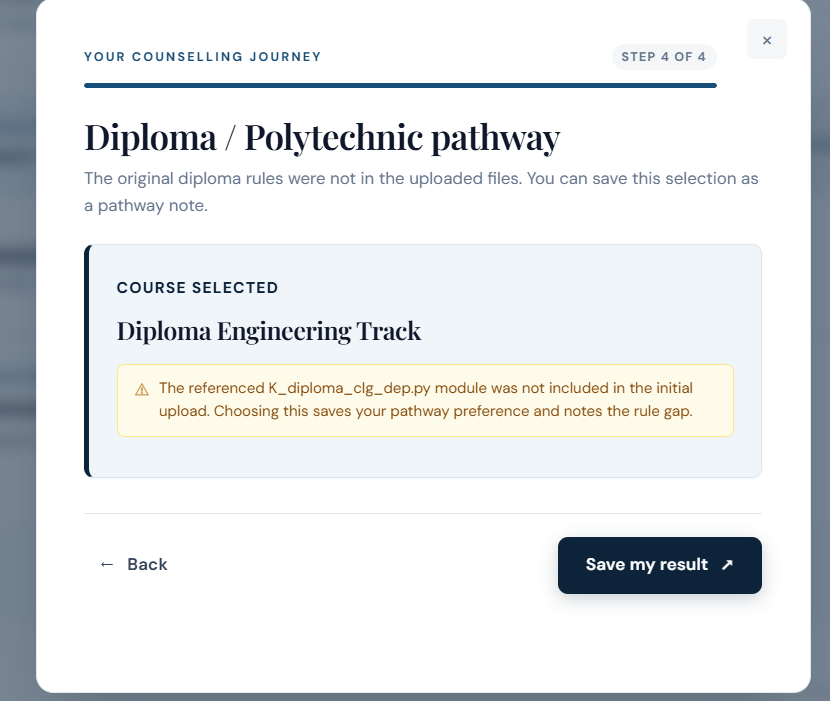 YOUR COUNSELLING JOURNEY
STEP 4 OF 4
×
Diploma / Polytechnic pathway
The original diploma rules were not in the uploaded files. You can save this selection as
a pathway note.
COURSE SELECTED
Diploma Engineering Track
⚠ The referenced K_diploma_clg_dep.py module was not included in the initial
upload. Choosing this saves your pathway preference and notes the rule gap.
← Back
Save my result ↗